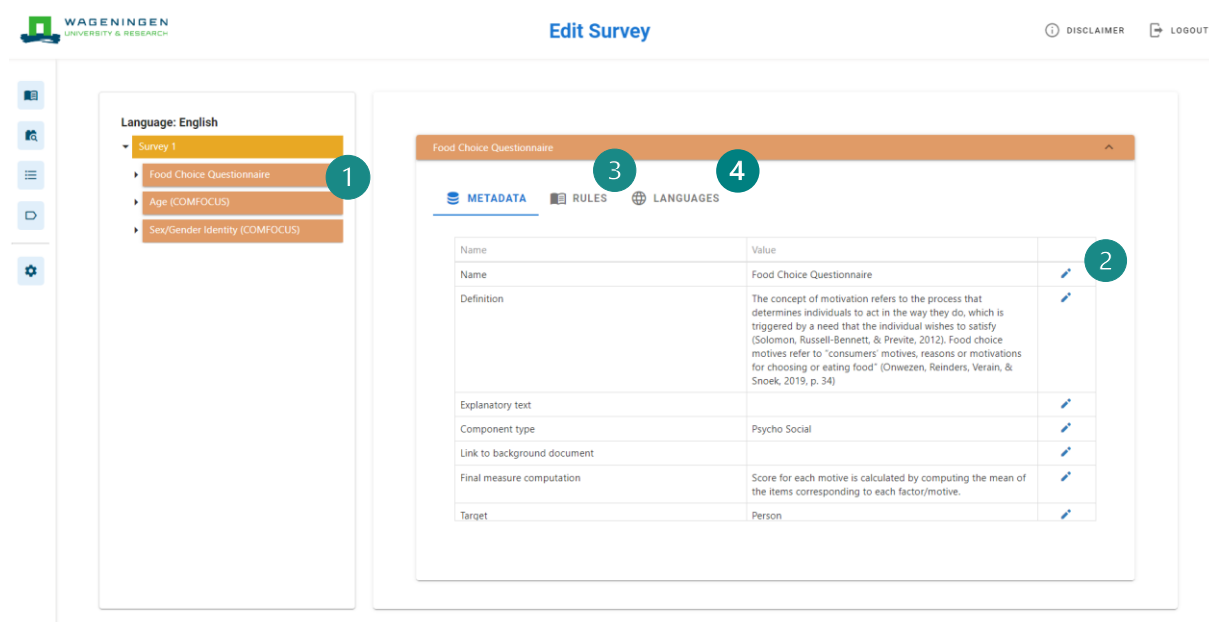 WAGENINGEN
UNIVERSITY & RESEARCH
Edit Survey
DISCLAIMER
LOGOUT
Language: English
Survey 1
Food Choice Questionnaire
1
Age (COMFOCUS)
Sex/Gender Identity (COMFOCUS)
Food Choice Questionnaire
3
4
METADATA
RULES
LANGUAGES
Name Value
2
Name Food Choice Questionnaire
Definition The concept of motivation refers to the process that
determines individuals to act in the way they do, which is
triggered by a need that the individual wishes to satisfy
(Solomon, Russell-Bennett, & Previte, 2012). Food choice
motives refer to "consumers' motives, reasons or motivations
for choosing or eating food" (Onwezen, Reinders, Verain, &
Snoek, 2019, p. 34)
Explanatory text
Component type Psycho Social
Link to background document
Final measure computation Score for each motive is calculated by computing the mean of
the items corresponding to each factor/motive.
Target Person